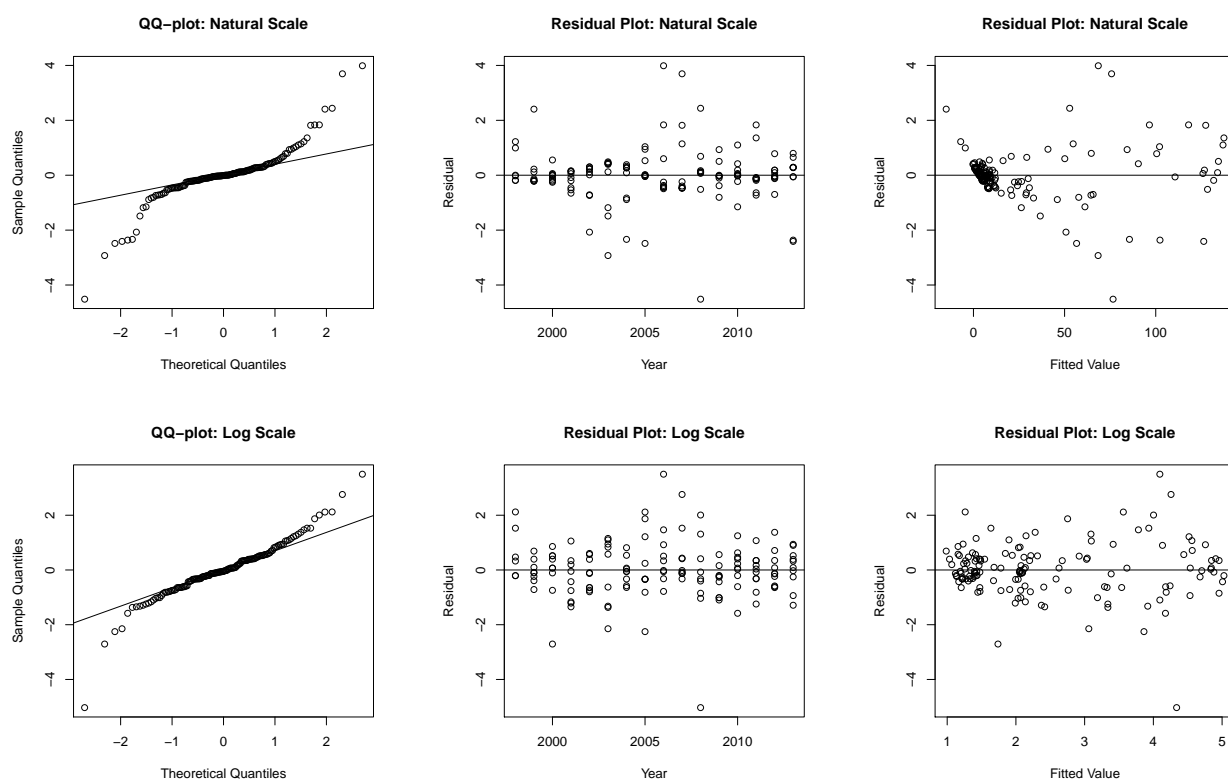 QQ−plot: Natural Scale
Sample Quantiles
4
2
0
−2
−4
−2 −1 0 1 2
Theoretical Quantiles
Residual Plot: Natural Scale
Residual
4
2
0
−2
−4
2000 2005 2010
Year
Residual Plot: Natural Scale
Residual
4
2
0
−2
−4
0 50 100
Fitted Value
QQ−plot: Log Scale
Sample Quantiles
2
0
−2
−4
−2 −1 0 1 2
Theoretical Quantiles
Residual Plot: Log Scale
Residual
2
0
−2
−4
2000 2005 2010
Year
Residual Plot: Log Scale
Residual
2
0
−2
−4
1 2 3 4 5
Fitted Value